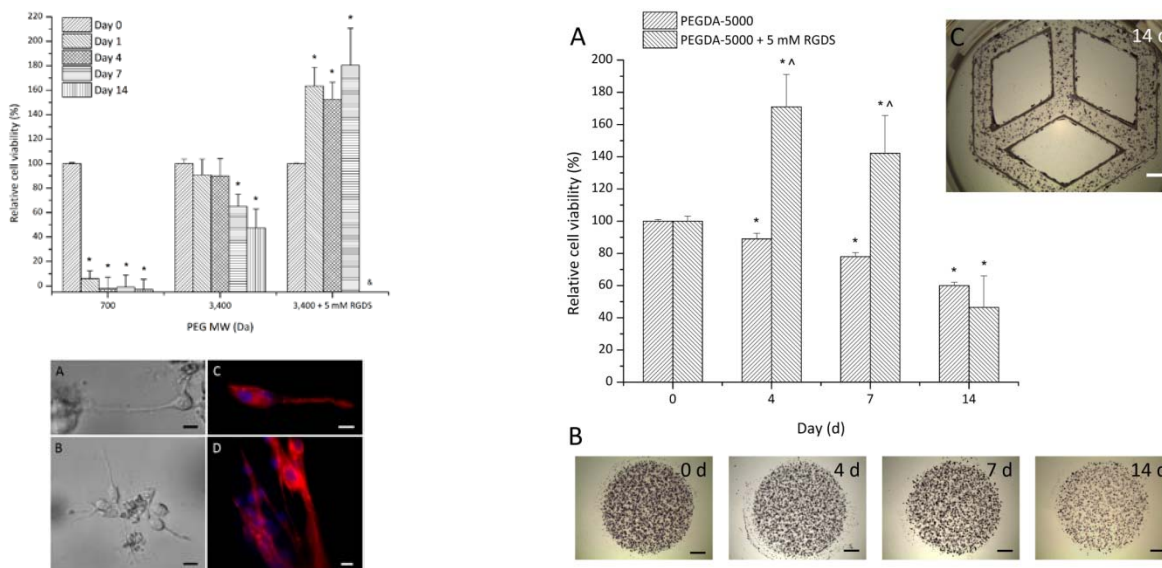 Relative cell viability (%)
220
200
180
160
140
120
100
80
60
40
20
0
Day 0
Day 1
Day 4
Day 7
Day 14
* * * *
* *
* * *
&
700
3,400
3,400 + 5 mM RGDS
PEG MW (Da)
A
B
C
D
A
Relative cell viability (%)
200
180
160
140
120
100
80
60
40
20
0
PEGDA-5000
PEGDA-5000 + 5 mM RGDS
*
* ^
*
* ^
*
*
0
4
7
14
Day (d)
C
14 d
B
0 d
4 d
7 d
14 d